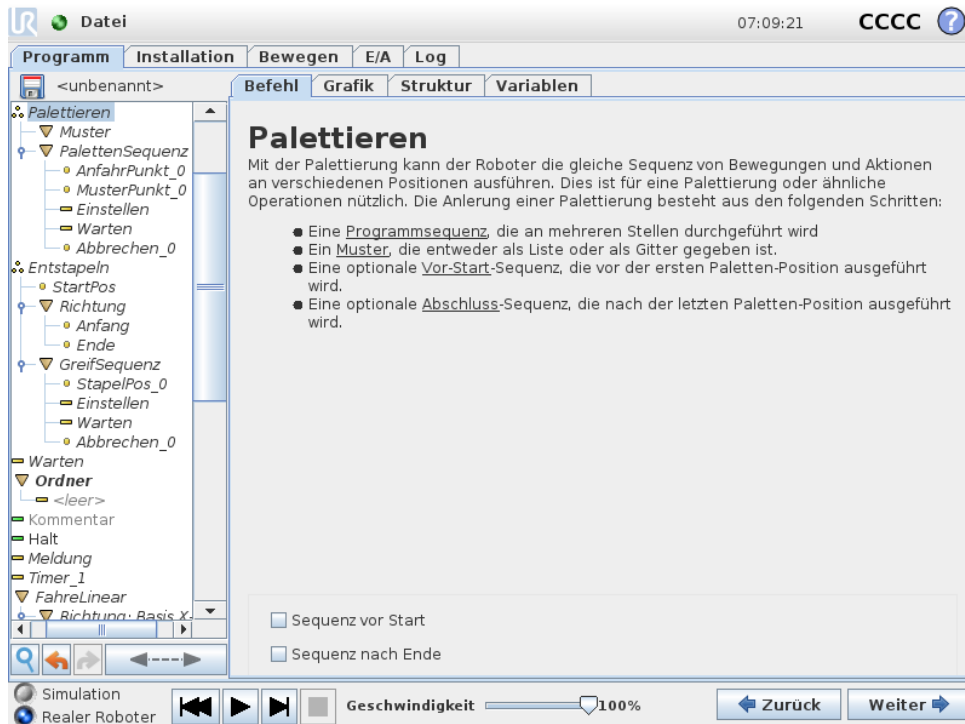 UR Datei 07:09:21 CCCC ?
Programm Installation Bewegen E/A Log
<unbenannt> Befehl Grafik Struktur Variablen
Palettieren
Muster
PalettenSequenz
AnfahrPunkt_0
MusterPunkt_0
Einstellen
Warten
Abbrechen_0
Entstapeln
StartPos
Richtung
Anfang
Ende
GreifSequenz
StapelPos_0
Einstellen
Warten
Abbrechen_0
Warten
Ordner
<leer>
Kommentar
Halt
Meldung
Timer_1
FahreLinear
Richtung: Basis X-
Palettieren
Mit der Palettierung kann der Roboter die gleiche Sequenz von Bewegungen und Aktionen
an verschiedenen Positionen ausführen. Dies ist für eine Palettierung oder ähnliche
Operationen nützlich. Die Anlerung einer Palettierung besteht aus den folgenden Schritten:
Eine Programmsequenz, die an mehreren Stellen durchgeführt wird
Ein Muster, die entweder als Liste oder als Gitter gegeben ist.
Eine optionale Vor-Start-Sequenz, die vor der ersten Paletten-Position ausgeführt
wird.
Eine optionale Abschluss-Sequenz, die nach der letzten Paletten-Position ausgeführt
wird.
Sequenz vor Start
Sequenz nach Ende
Simulation
Realer Roboter
Geschwindigkeit 100%
Zurück Weiter